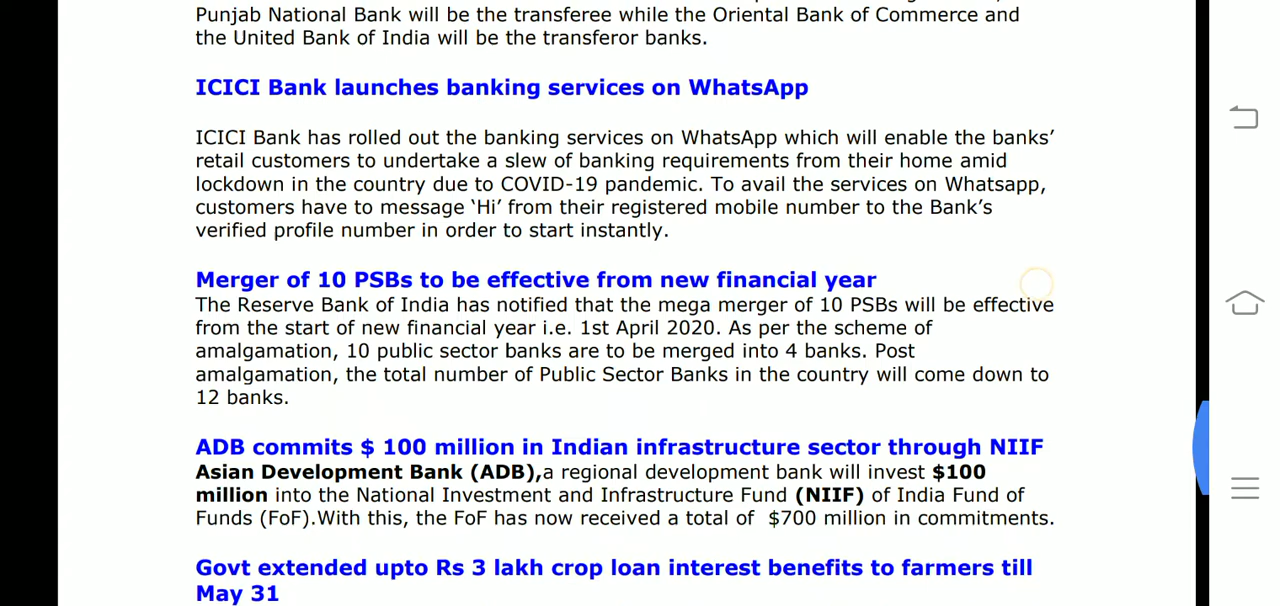 Punjab National Bank will be the transferee while the Oriental Bank of Commerce and
the United Bank of India will be the transferor banks.
ICICI Bank launches banking services on WhatsApp
ICICI Bank has rolled out the banking services on WhatsApp which will enable the banks’
retail customers to undertake a slew of banking requirements from their home amid
lockdown in the country due to COVID-19 pandemic. To avail the services on Whatsapp,
customers have to message ‘Hi’ from their registered mobile number to the Bank’s
verified profile number in order to start instantly.
Merger of 10 PSBs to be effective from new financial year
The Reserve Bank of India has notified that the mega merger of 10 PSBs will be effective
from the start of new financial year i.e. 1st April 2020. As per the scheme of
amalgamation, 10 public sector banks are to be merged into 4 banks. Post
amalgamation, the total number of Public Sector Banks in the country will come down to
12 banks.
ADB commits $ 100 million in Indian infrastructure sector through NIIF
Asian Development Bank (ADB),a regional development bank will invest $100
million into the National Investment and Infrastructure Fund (NIIF) of India Fund of
Funds (FoF).With this, the FoF has now received a total of  $700 million in commitments.
Govt extended upto Rs 3 lakh crop loan interest benefits to farmers till
May 31